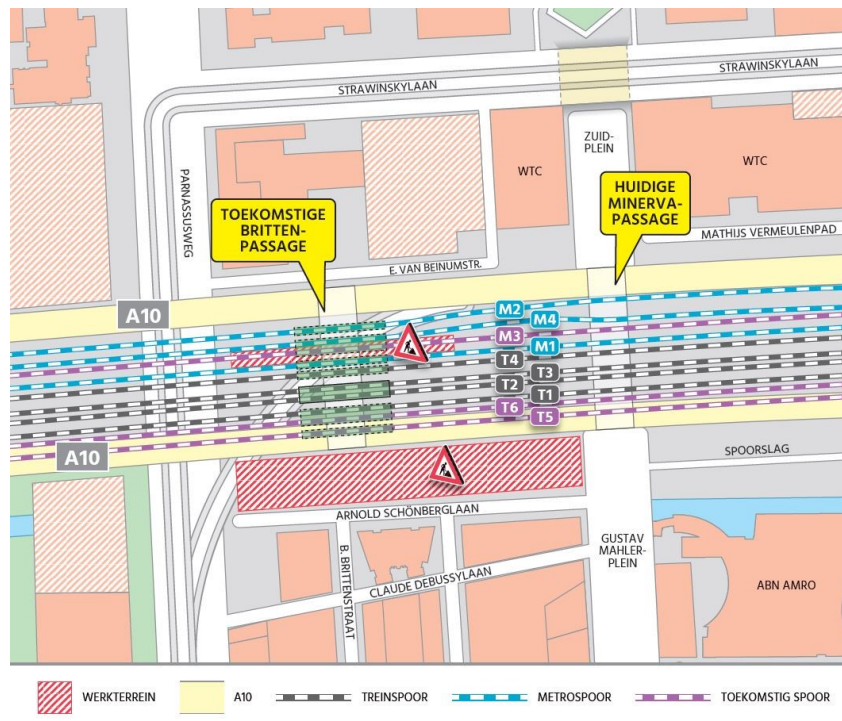 STRAWINSKYLAAN
STRAWINSKYLAAN
PARNASSUSWEG
ZUID-
PLEIN
WTC
WTC
TOEKOMSTIGE
BRITTEN-
PASSAGE
HUIDIGE
MINERVA-
PASSAGE
MATHIJS VERMEULENPAD
E. VAN BEINUMSTR.
A10
M2
M4
M3
M1
T4
T3
T2
T1
T6
T5
A10
SPOORSLAG
ARNOLD SCHÖNBERGLAAN
B. BRITTENSTRAAT
CLAUDE DEBUSSYLAAN
GUSTAV
MAHLER-
PLEIN
ABN AMRO
WERKTERREIN
A10
TREINSPOOR
METROSPOOR
TOEKOMSTIG SPOOR